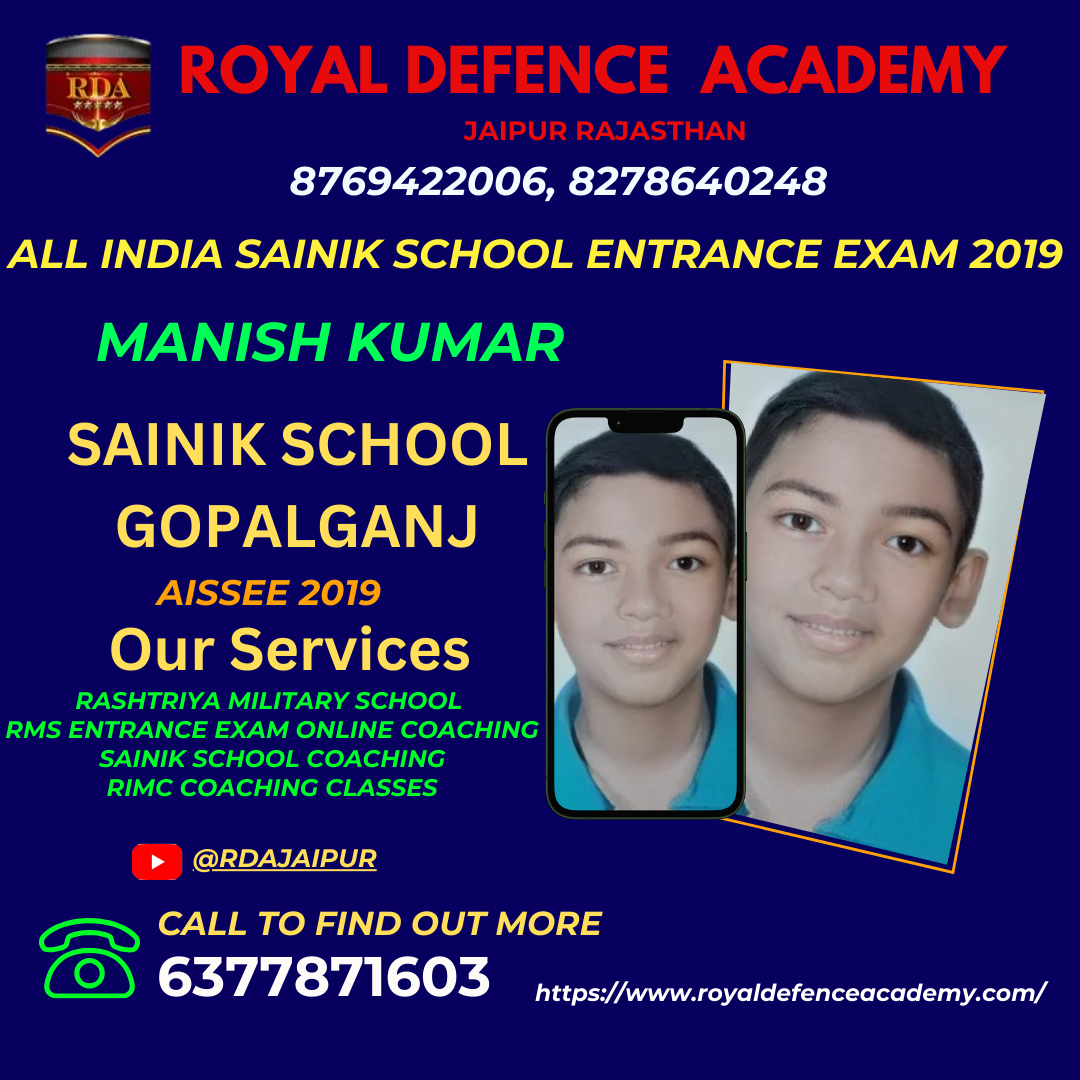 RDA
ROYAL DEFENCE ACADEMY
JAIPUR RAJASTHAN
8769422006, 8278640248
ALL INDIA SAINIK SCHOOL ENTRANCE EXAM 2019
MANISH KUMAR
SAINIK SCHOOL
GOPALGANJ
AISSEE 2019
Our Services
RASHTRIYA MILITARY SCHOOL
RMS ENTRANCE EXAM ONLINE COACHING
SAINIK SCHOOL COACHING
RIMC COACHING CLASSES
@RDAJAIPUR
CALL TO FIND OUT MORE
6377871603
https://www.royaldefenceacademy.com/